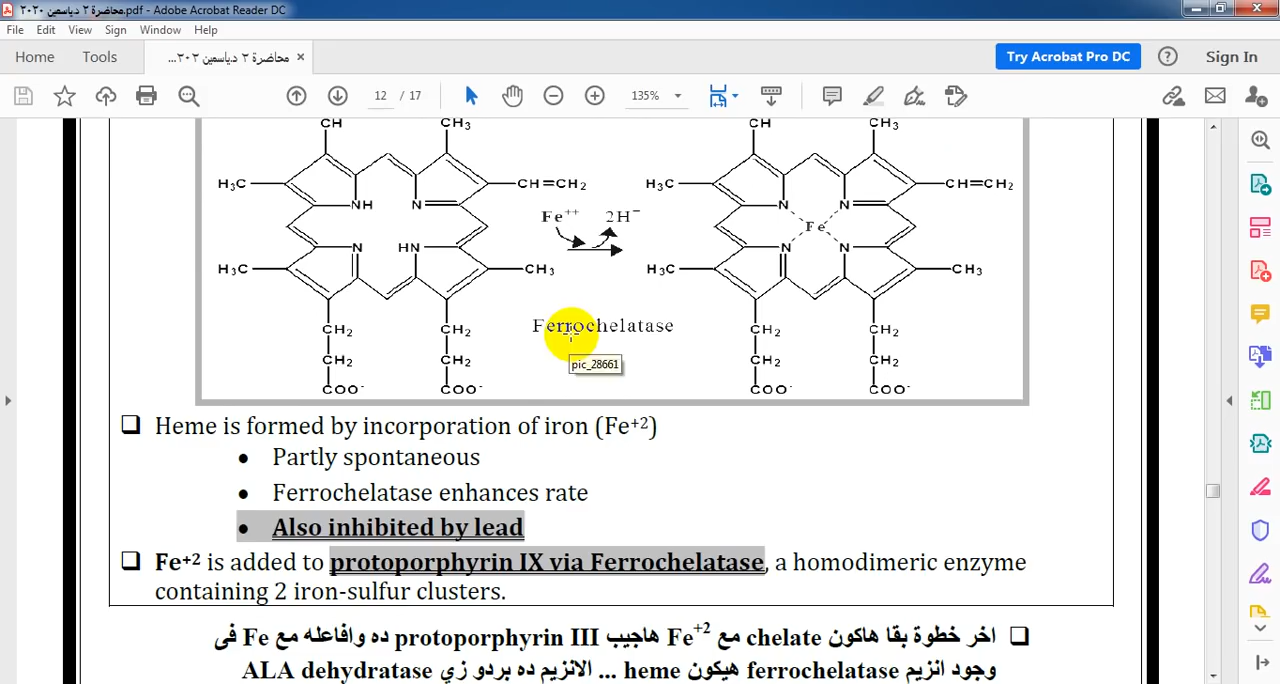 محاضرة ٢ د.ياسمين ٢٠٢٠.pdf - Adobe Acrobat Reader DC
File Edit View Sign Window Help
Home Tools محاضرة ٢ د.ياسمين ٢٠٢... × Try Acrobat Pro DC ? Sign In
12 / 17 135%
CH CH₃ CH CH₃
H₃C CH=CH₂ H₃C CH=CH₂
NH N N N
Fe⁺⁺ 2H⁻ Fe
N HN N N
H₃C CH₃ H₃C CH₃
Ferrochelatase
CH₂ CH₂ CH₂ CH₂
pic_28661
CH₂ CH₂ CH₂ CH₂
COO⁻ COO⁻ COO⁻ COO⁻
❑ Heme is formed by incorporation of iron (Fe⁺²)
• Partly spontaneous
• Ferrochelatase enhances rate
• Also inhibited by lead
❑ Fe⁺² is added to protoporphyrin IX via Ferrochelatase, a homodimeric enzyme
containing 2 iron-sulfur clusters.
❑ اخر خطوة بقا هاكون chelate مع Fe⁺² هاجيب protoporphyrin III ده وافاعله مع Fe فى
وجود انزيم ferrochelatase هيكون heme ... الانزيم ده بردو زي ALA dehydratase